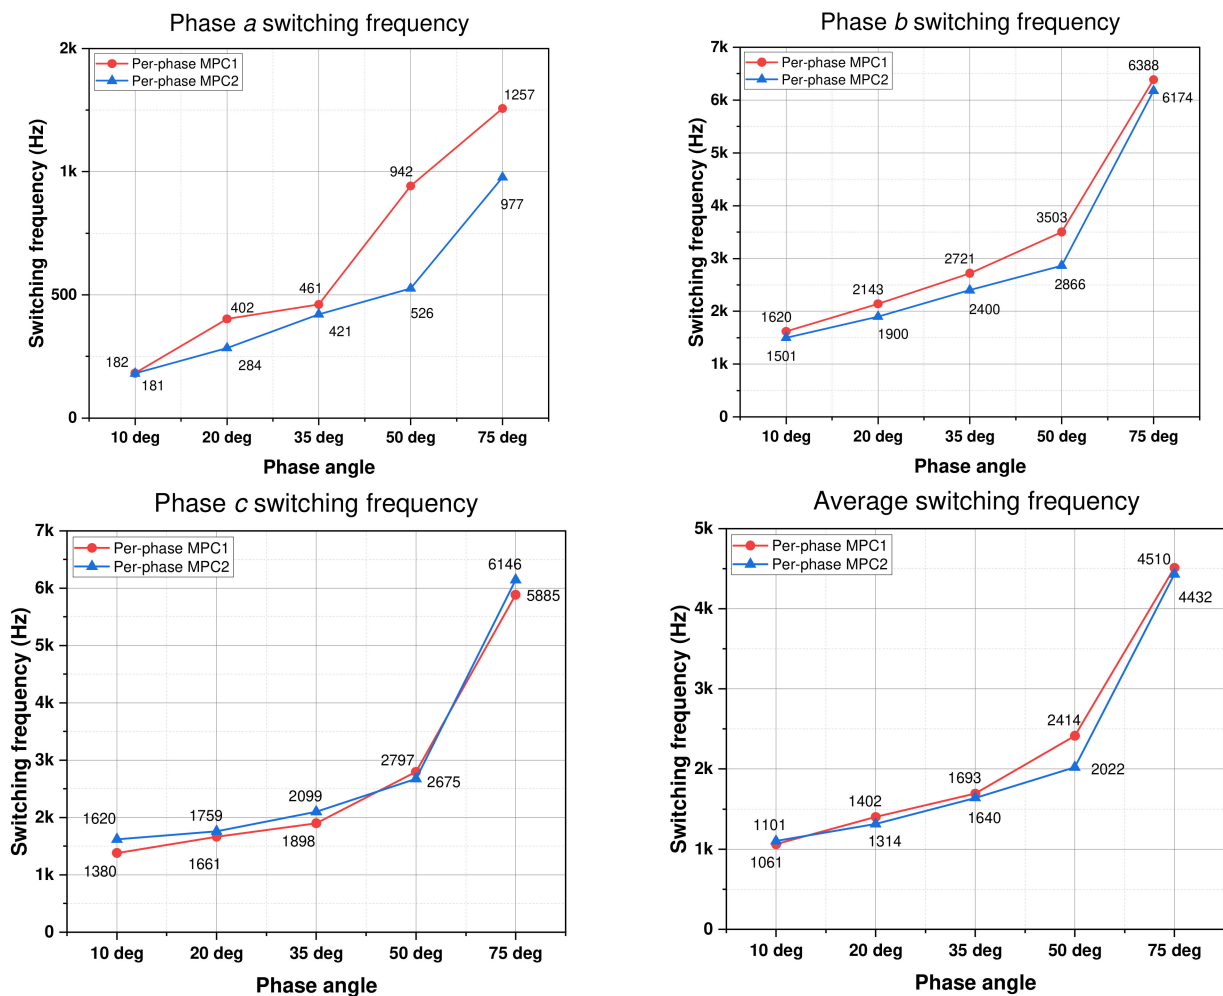 Phase a switching frequency
Per-phase MPC1
Per-phase MPC2
Switching frequency (Hz)
2k
1k
500
0
182
181
402
284
461
421
942
526
1257
977
10 deg
20 deg
35 deg
50 deg
75 deg
Phase angle
Phase b switching frequency
Per-phase MPC1
Per-phase MPC2
Switching frequency (Hz)
7k
6k
5k
4k
3k
2k
1k
0
1620
1501
2143
1900
2721
2400
3503
2866
6388
6174
10 deg
20 deg
35 deg
50 deg
75 deg
Phase angle
Phase c switching frequency
Per-phase MPC1
Per-phase MPC2
Switching frequency (Hz)
7k
6k
5k
4k
3k
2k
1k
0
1620
1380
1759
1661
2099
1898
2797
2675
6146
5885
10 deg
20 deg
35 deg
50 deg
75 deg
Phase angle
Average switching frequency
Per-phase MPC1
Per-phase MPC2
Switching frequency (Hz)
5k
4k
3k
2k
1k
0
1101
1061
1402
1314
1693
1640
2414
2022
4510
4432
10 deg
20 deg
35 deg
50 deg
75 deg
Phase angle